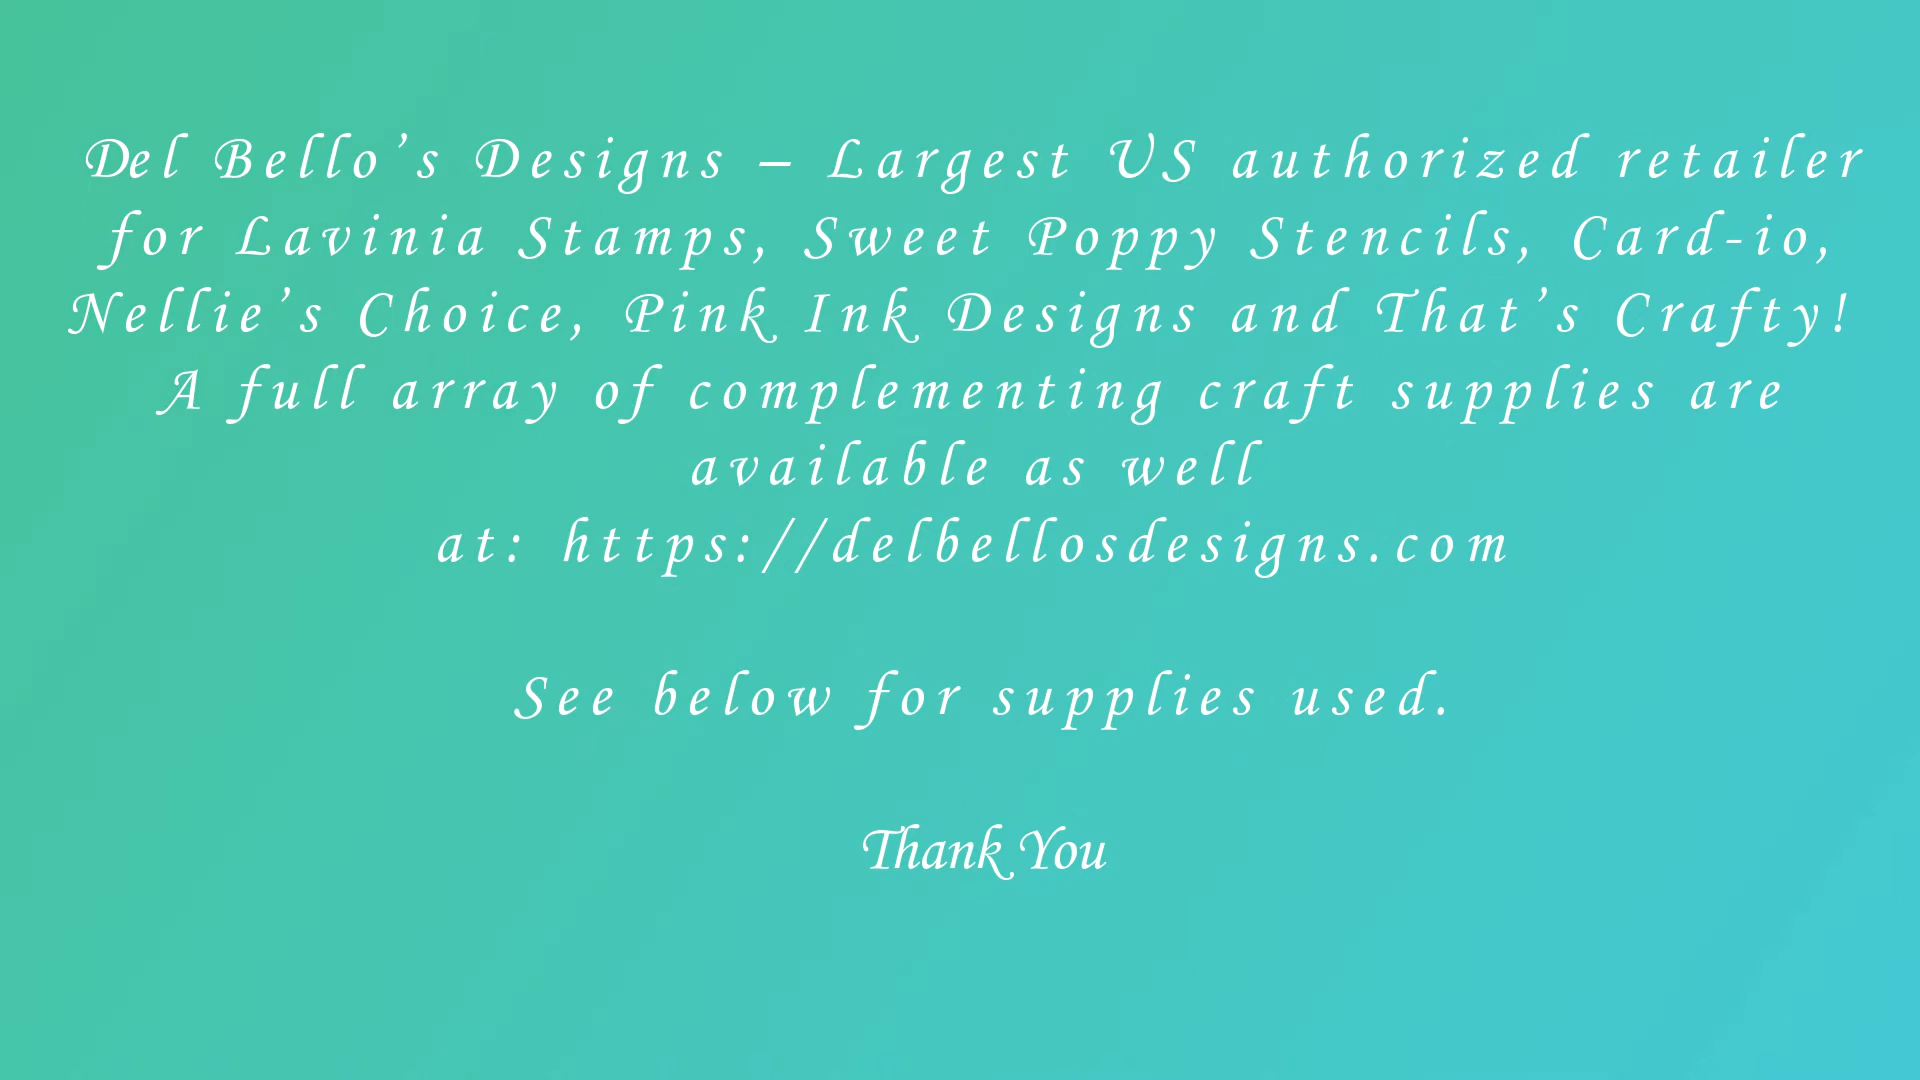 Del Bello’s Designs – Largest US authorized retailer
for Lavinia Stamps, Sweet Poppy Stencils, Card-io,
Nellie’s Choice, Pink Ink Designs and That’s Crafty!
A full array of complementing craft supplies are
available as well
at: https://delbellosdesigns.com
See below for supplies used.
Thank You